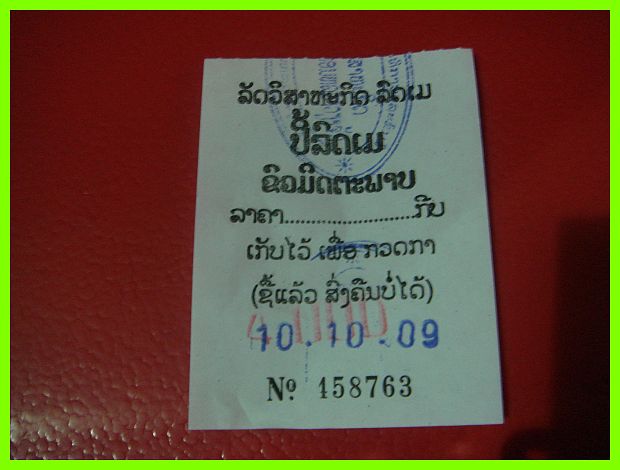 ລັດວິສາຫະກິດ ລົດເມ
ປີ້ລົດເມ
ຂົວມິດຕະພາບ
ລາຄາ........................ກີບ
ເກັບໄວ້ ເພື່ອ ກວດກາ
(ຊື້ແລ້ວ ສົ່ງຄືນບໍ່ໄດ້)
4000
10.10.09
Nº 158763